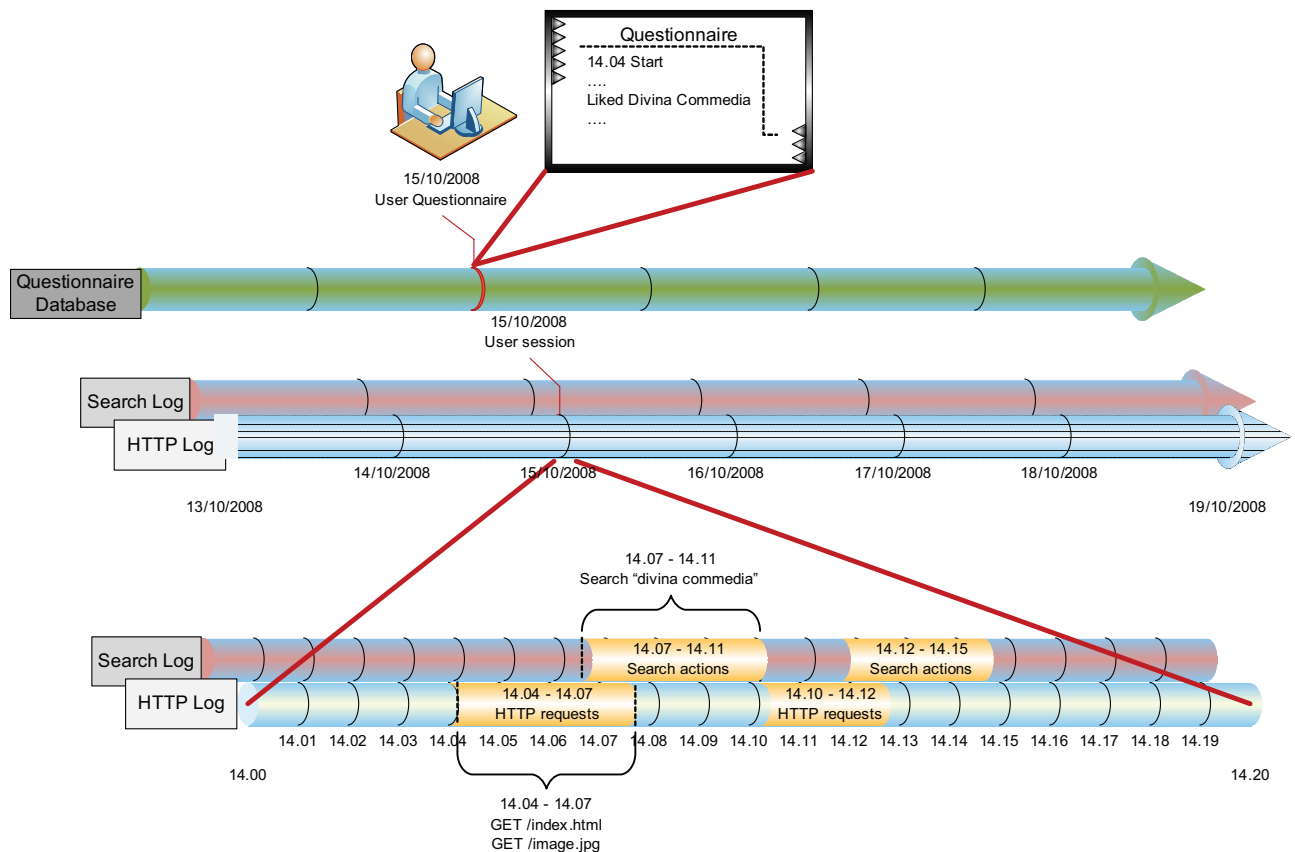 Questionnaire
14.04 Start
....
Liked Divina Commedia
....
15/10/2008
User Questionnaire
Questionnaire
Database
15/10/2008
User session
Search Log
HTTP Log
14/10/2008 15/10/2008 16/10/2008 17/10/2008 18/10/2008
13/10/2008 19/10/2008
14.07 - 14.11
Search “divina commedia”
Search Log
14.07 - 14.11
Search actions
14.12 - 14.15
Search actions
HTTP Log
14.04 - 14.07
HTTP requests
14.10 - 14.12
HTTP requests
14.01 14.02 14.03 14.04 14.05 14.06 14.07 14.08 14.09 14.10 14.11 14.12 14.13 14.14 14.15 14.16 14.17 14.18 14.19
14.00 14.20
14.04 - 14.07
GET /index.html
GET /image.jpg